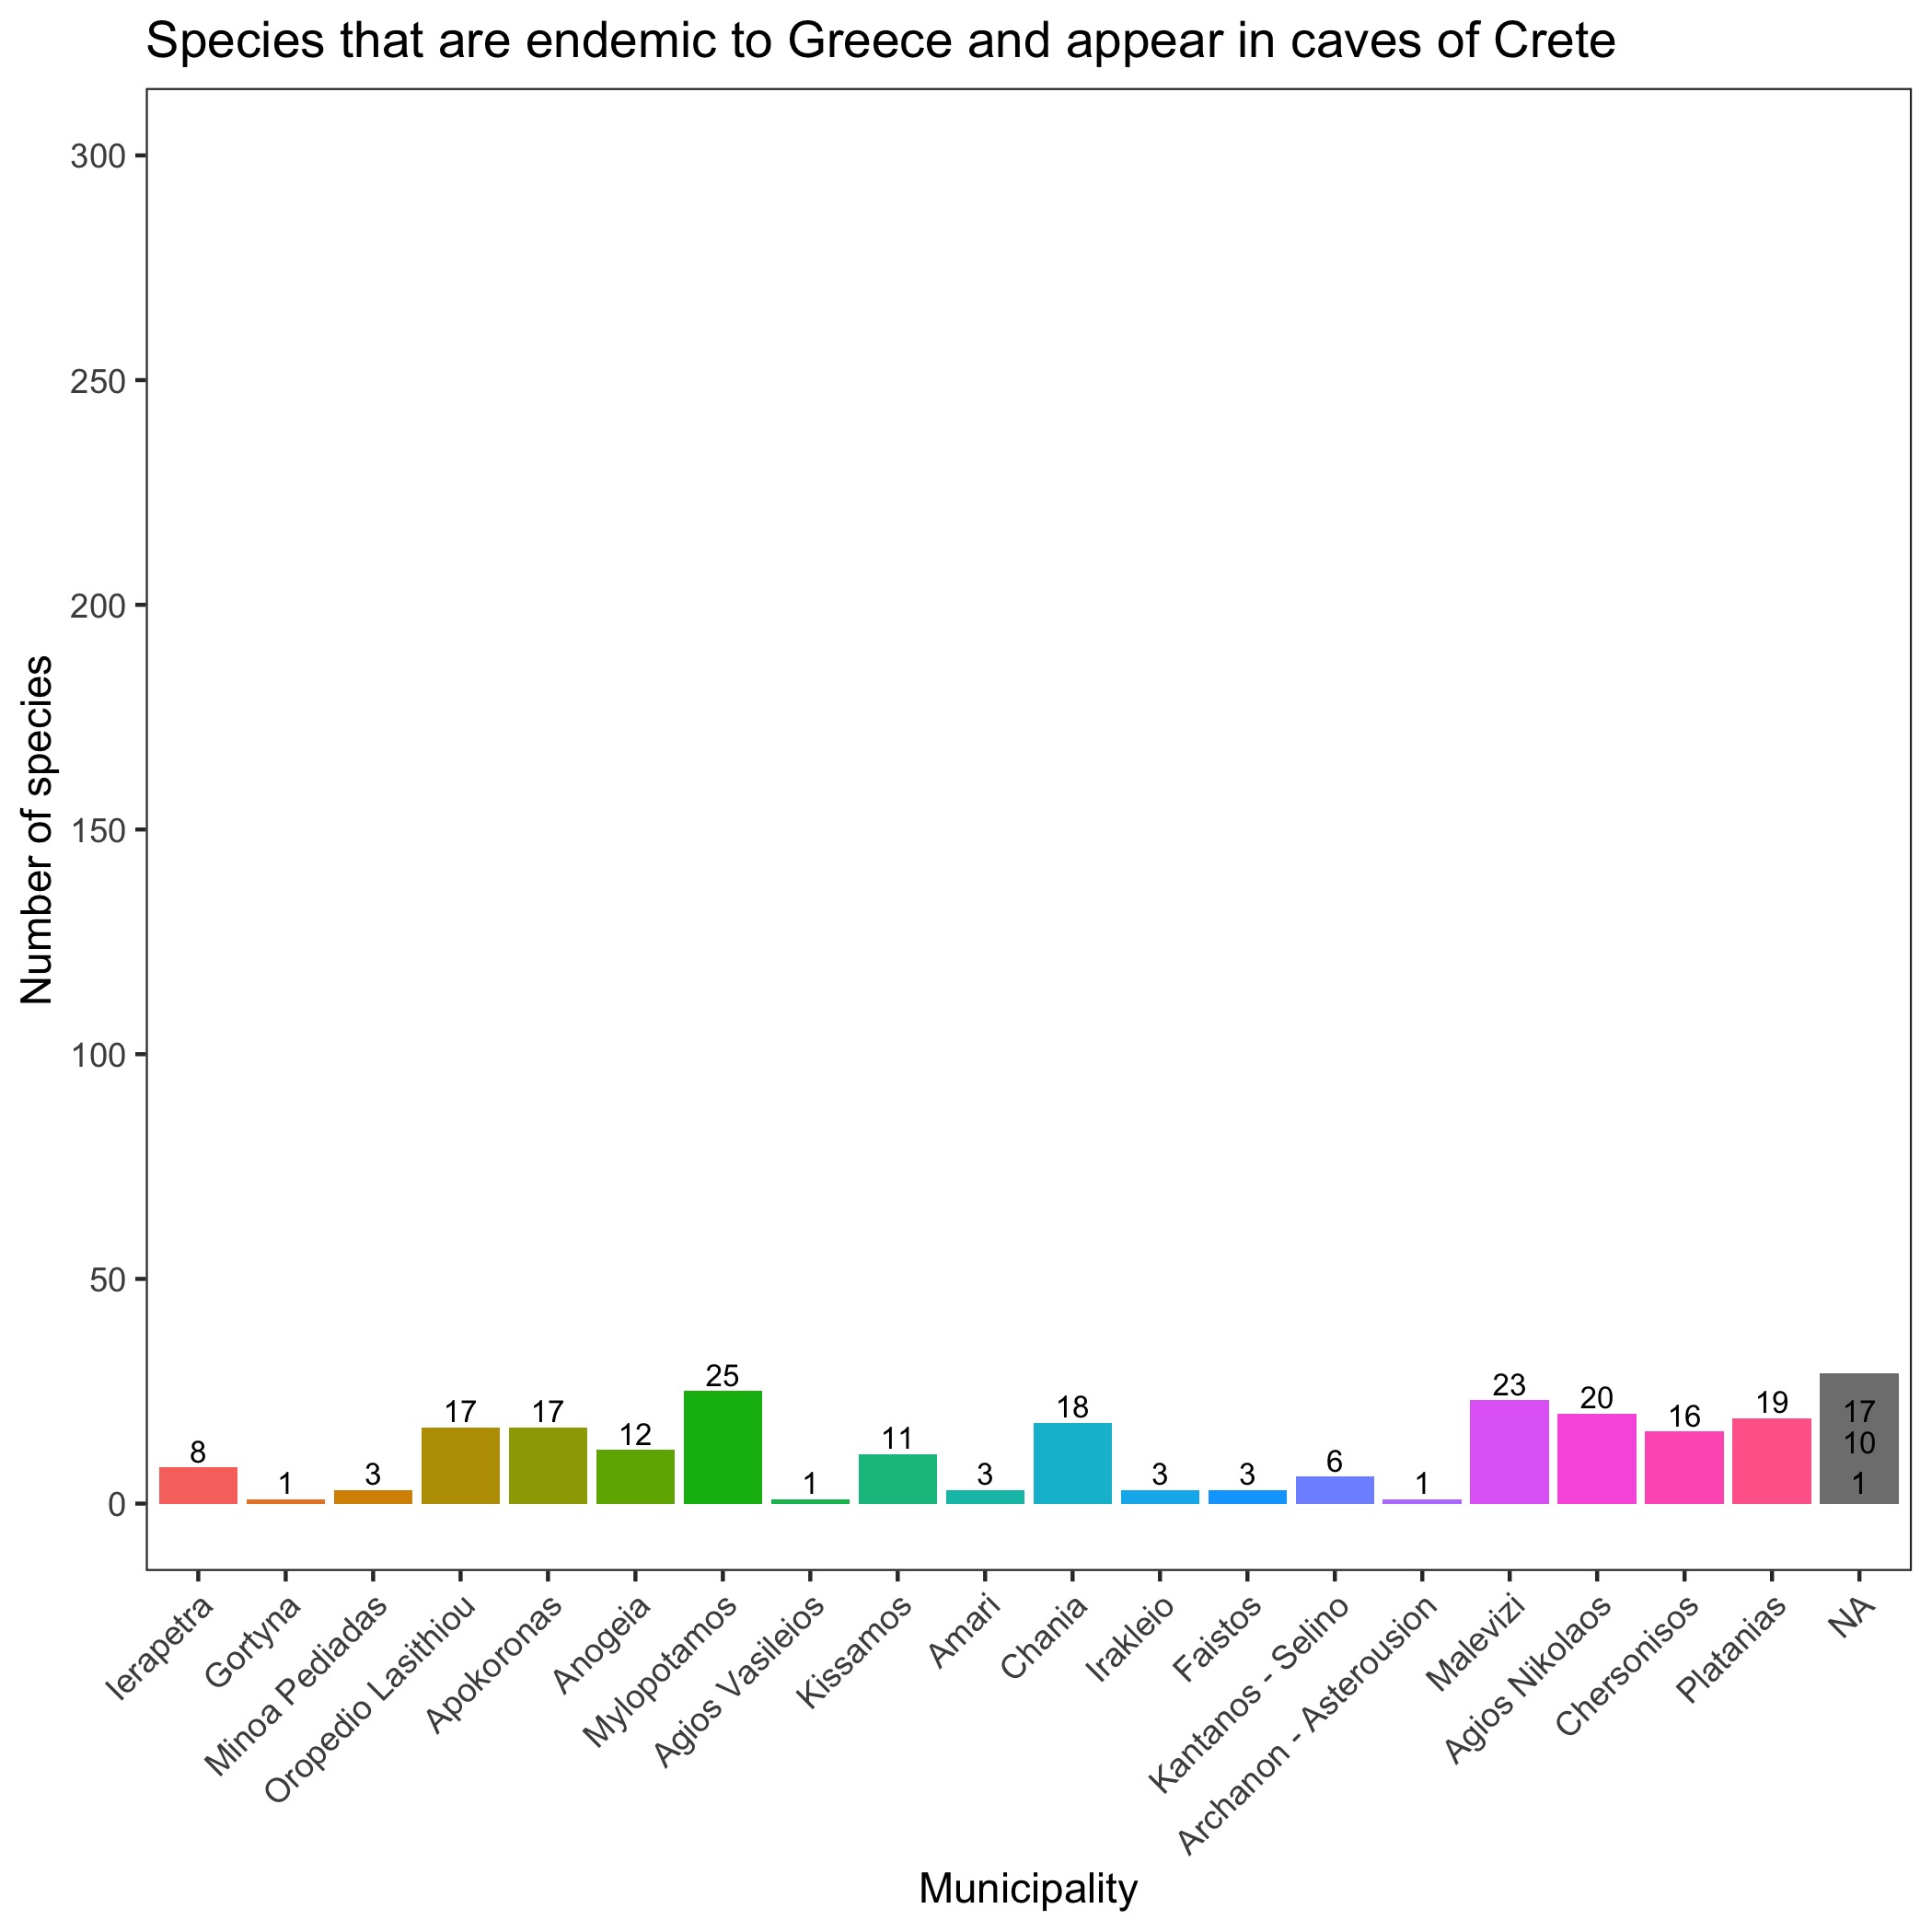 Species that are endemic to Greece and appear in caves of Crete
Number of species
300
250
200
150
100
50
0
8
1
3
17
17
12
25
1
11
3
18
3
3
6
1
23
20
16
19
17
10
1
Ierapetra
Gortyna
Minoa Pediadas
Oropedio Lasithiou
Apokoronas
Anogeia
Mylopotamos
Agios Vasileios
Kissamos
Amari
Chania
Irakleio
Faistos
Kantanos - Selino
Archanon - Asterousion
Malevizi
Agios Nikolaos
Chersonisos
Platanias
NA
Municipality